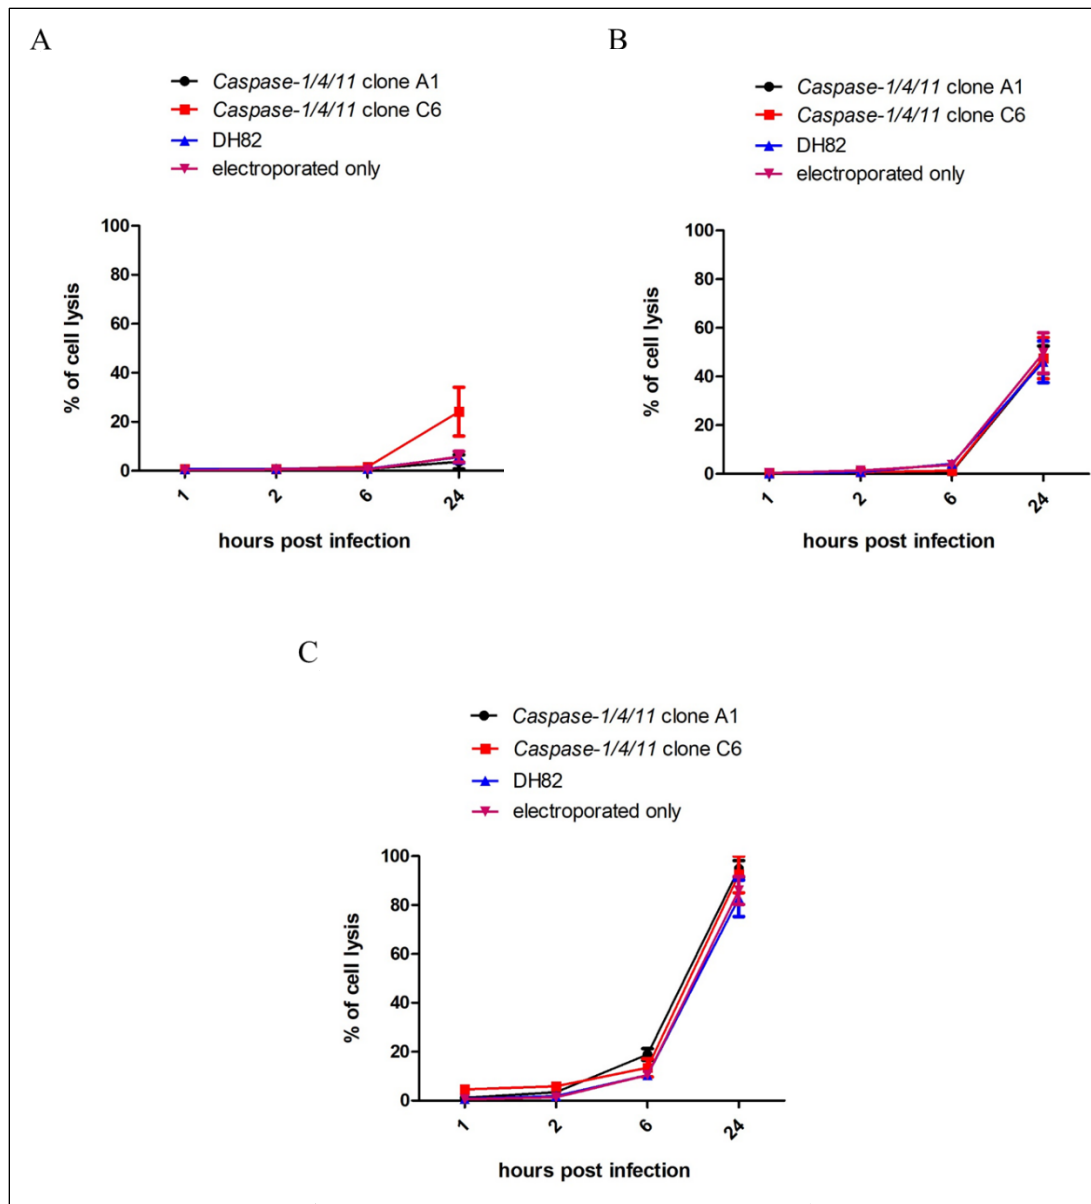 A
Caspase-1/4/11 clone A1
Caspase-1/4/11 clone C6
DH82
electroporated only
100
80
60
40
20
0
% of cell lysis
1
2
6
24
hours post infection
B
Caspase-1/4/11 clone A1
Caspase-1/4/11 clone C6
DH82
electroporated only
100
80
60
40
20
0
% of cell lysis
1
2
6
24
hours post infection
C
Caspase-1/4/11 clone A1
Caspase-1/4/11 clone C6
DH82
electroporated only
100
80
60
40
20
0
% of cell lysis
1
2
6
24
hours post infection